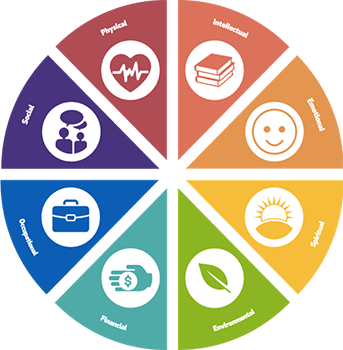 Physical
Intellectual
Emotional
Spiritual
Environmental
Financial
Occupational
Social
$